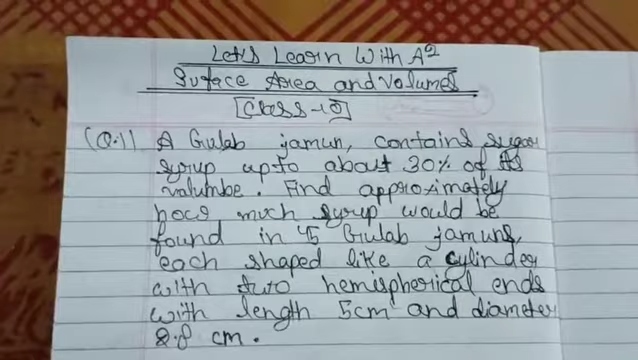 Let's Learn With A²
Surface Area and Volumes
[Class-10]
(Q.1) A Gulab jamun, contains sugar
syrup upto about 30% of its
valumbe. Find approximately
how much syrup would be
found in 45 Gulab jamuns,
each shaped like a cylinder
with two hemispherical ends
with length 5cm and diameter
2.8 cm.